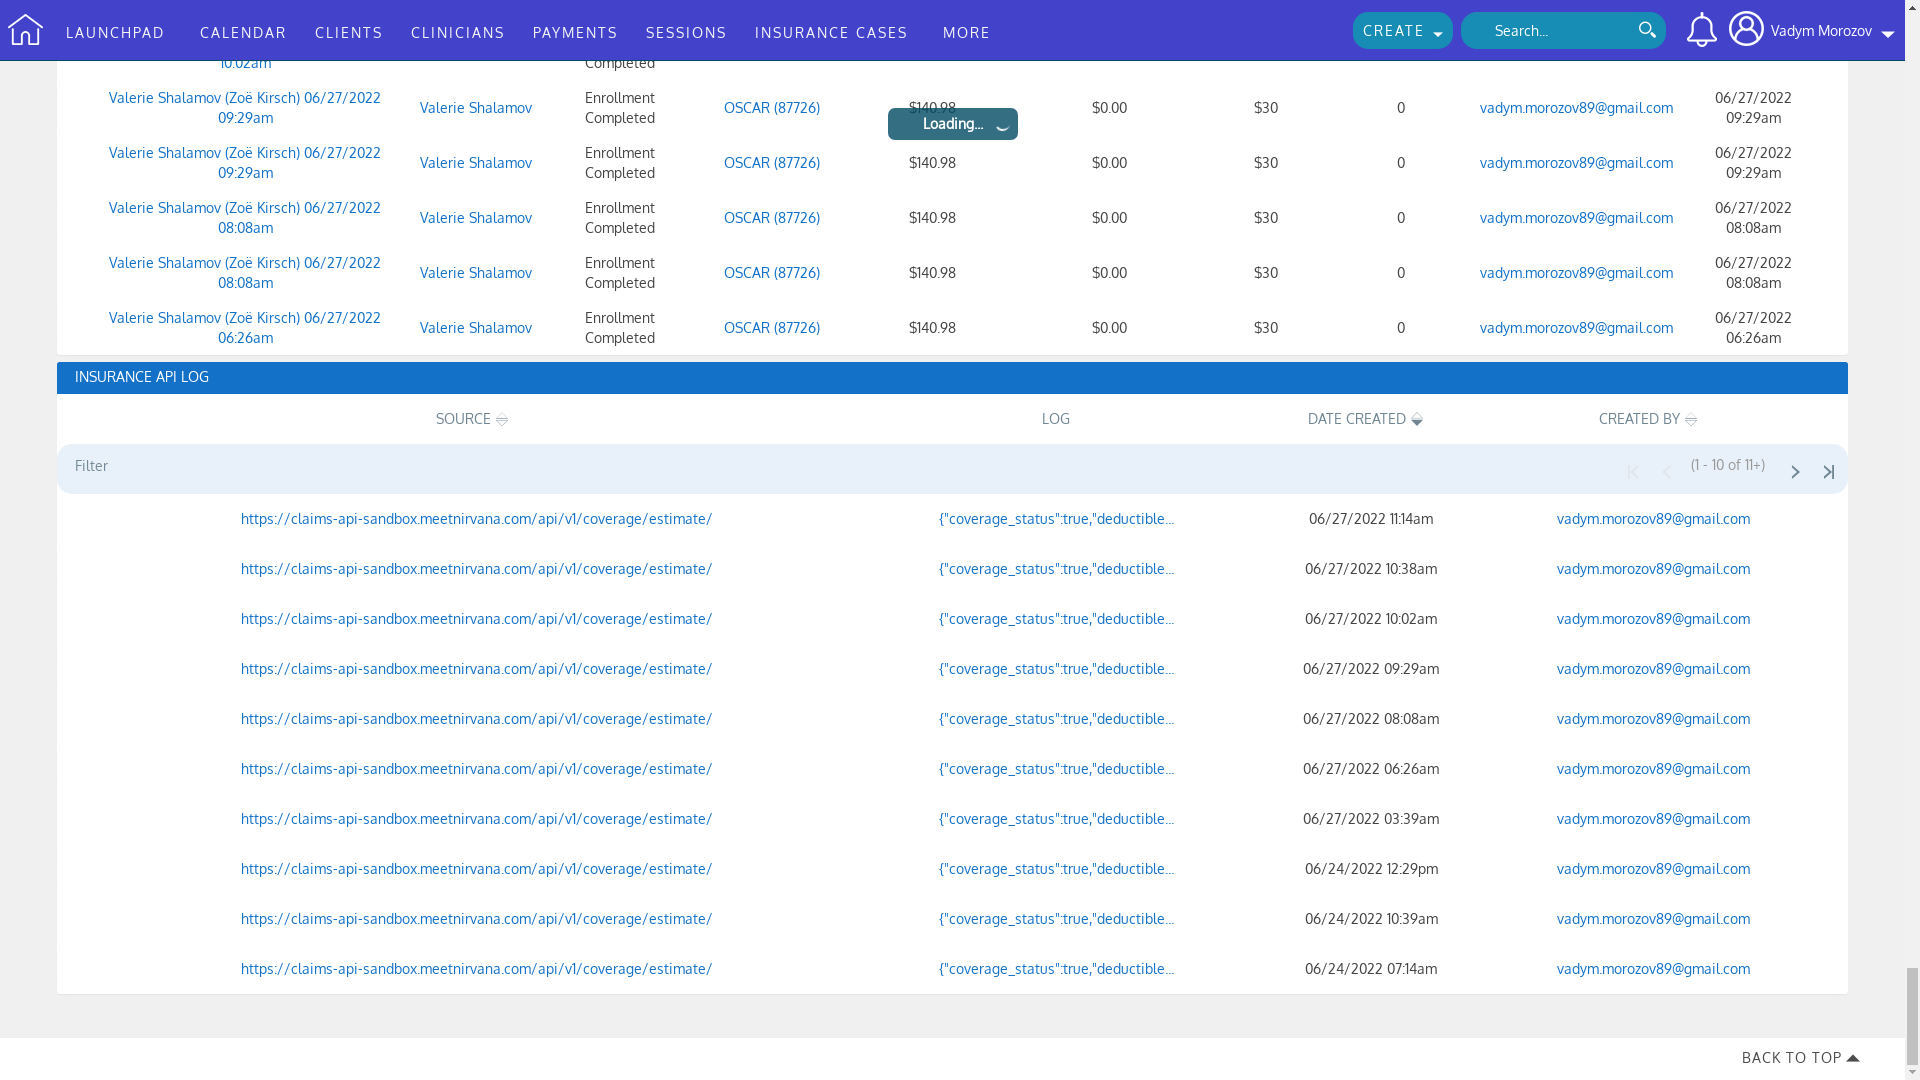 LAUNCHPAD CALENDAR CLIENTS CLINICIANS PAYMENTS SESSIONS INSURANCE CASES MORE CREATE Search... Vadym Morozov
10:02am Completed
Valerie Shalamov (Zoë Kirsch) 06/27/2022 09:29am Valerie Shalamov Enrollment Completed OSCAR (87726) $140.98 $0.00 $30 0 vadym.morozov89@gmail.com 06/27/2022 09:29am
Loading...
Valerie Shalamov (Zoë Kirsch) 06/27/2022 09:29am Valerie Shalamov Enrollment Completed OSCAR (87726) $140.98 $0.00 $30 0 vadym.morozov89@gmail.com 06/27/2022 09:29am
Valerie Shalamov (Zoë Kirsch) 06/27/2022 08:08am Valerie Shalamov Enrollment Completed OSCAR (87726) $140.98 $0.00 $30 0 vadym.morozov89@gmail.com 06/27/2022 08:08am
Valerie Shalamov (Zoë Kirsch) 06/27/2022 08:08am Valerie Shalamov Enrollment Completed OSCAR (87726) $140.98 $0.00 $30 0 vadym.morozov89@gmail.com 06/27/2022 08:08am
Valerie Shalamov (Zoë Kirsch) 06/27/2022 06:26am Valerie Shalamov Enrollment Completed OSCAR (87726) $140.98 $0.00 $30 0 vadym.morozov89@gmail.com 06/27/2022 06:26am
INSURANCE API LOG
SOURCE LOG DATE CREATED CREATED BY
Filter (1 - 10 of 11+)
https://claims-api-sandbox.meetnirvana.com/api/v1/coverage/estimate/ {"coverage_status":true,"deductible... 06/27/2022 11:14am vadym.morozov89@gmail.com
https://claims-api-sandbox.meetnirvana.com/api/v1/coverage/estimate/ {"coverage_status":true,"deductible... 06/27/2022 10:38am vadym.morozov89@gmail.com
https://claims-api-sandbox.meetnirvana.com/api/v1/coverage/estimate/ {"coverage_status":true,"deductible... 06/27/2022 10:02am vadym.morozov89@gmail.com
https://claims-api-sandbox.meetnirvana.com/api/v1/coverage/estimate/ {"coverage_status":true,"deductible... 06/27/2022 09:29am vadym.morozov89@gmail.com
https://claims-api-sandbox.meetnirvana.com/api/v1/coverage/estimate/ {"coverage_status":true,"deductible... 06/27/2022 08:08am vadym.morozov89@gmail.com
https://claims-api-sandbox.meetnirvana.com/api/v1/coverage/estimate/ {"coverage_status":true,"deductible... 06/27/2022 06:26am vadym.morozov89@gmail.com
https://claims-api-sandbox.meetnirvana.com/api/v1/coverage/estimate/ {"coverage_status":true,"deductible... 06/27/2022 03:39am vadym.morozov89@gmail.com
https://claims-api-sandbox.meetnirvana.com/api/v1/coverage/estimate/ {"coverage_status":true,"deductible... 06/24/2022 12:29pm vadym.morozov89@gmail.com
https://claims-api-sandbox.meetnirvana.com/api/v1/coverage/estimate/ {"coverage_status":true,"deductible... 06/24/2022 10:39am vadym.morozov89@gmail.com
https://claims-api-sandbox.meetnirvana.com/api/v1/coverage/estimate/ {"coverage_status":true,"deductible... 06/24/2022 07:14am vadym.morozov89@gmail.com
BACK TO TOP